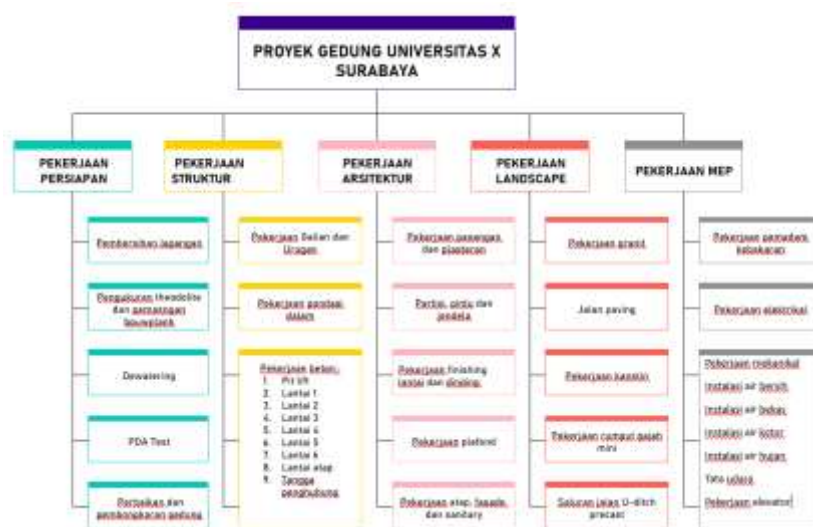 PROYEK GEDUNG UNIVERSITAS X
SURABAYA
PEKERJAAN
PERSIAPAN
Pembersihan lapangan
Pengukuran theodolite
dan pemasangan
bouwplank
Dewatering
PDA Test
Perbaikan dan
pembongkaran gedung
PEKERJAAN
STRUKTUR
Pekerjaan Galian dan
Urugan
Pekerjaan pondasi
dalam
Pekerjaan beton:
1. Pit lift
2. Lantai 1
3. Lantai 2
4. Lantai 3
5. Lantai 4
6. Lantai 5
7. Lantai 6
8. Lantai atap
9. Tangga
penghubung
PEKERJAAN
ARSITEKTUR
Pekerjaan pasangan
dan plasteran
Partisi, pintu dan
jendela
Pekerjaan finishing
lantai dan dinding
Pekerjaan plafond
Pekerjaan atap, fasade,
dan sanitary
PEKERJAAN
LANDSCAPE
Pekerjaan granit
Jalan paving
Pekerjaan kanstin
Pekerjaan rumput gajah
mini
Saluran jalan U-ditch
precast
PEKERJAAN MEP
Pekerjaan pemadam
kebakaran
Pekerjaan elektrikal
Pekerjaan mekanikal
Instalasi air bersih
Instalasi air bekas
Instalasi air kotor
Instalasi air hujan
Tata udara
Pekerjaan elevator